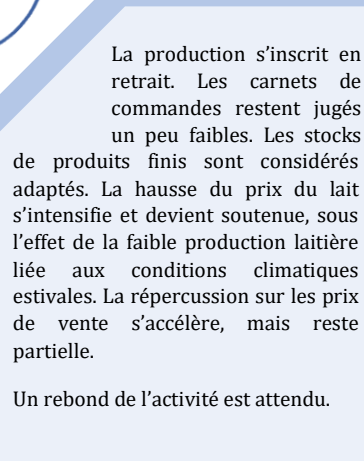 La production s’inscrit en
retrait. Les carnets de
commandes restent jugés
un peu faibles. Les stocks
de produits finis sont considérés
adaptés. La hausse du prix du lait
s’intensifie et devient soutenue, sous
l’effet de la faible production laitière
liée aux conditions climatiques
estivales. La répercussion sur les prix
de vente s’accélère, mais reste
partielle.
Un rebond de l’activité est attendu.